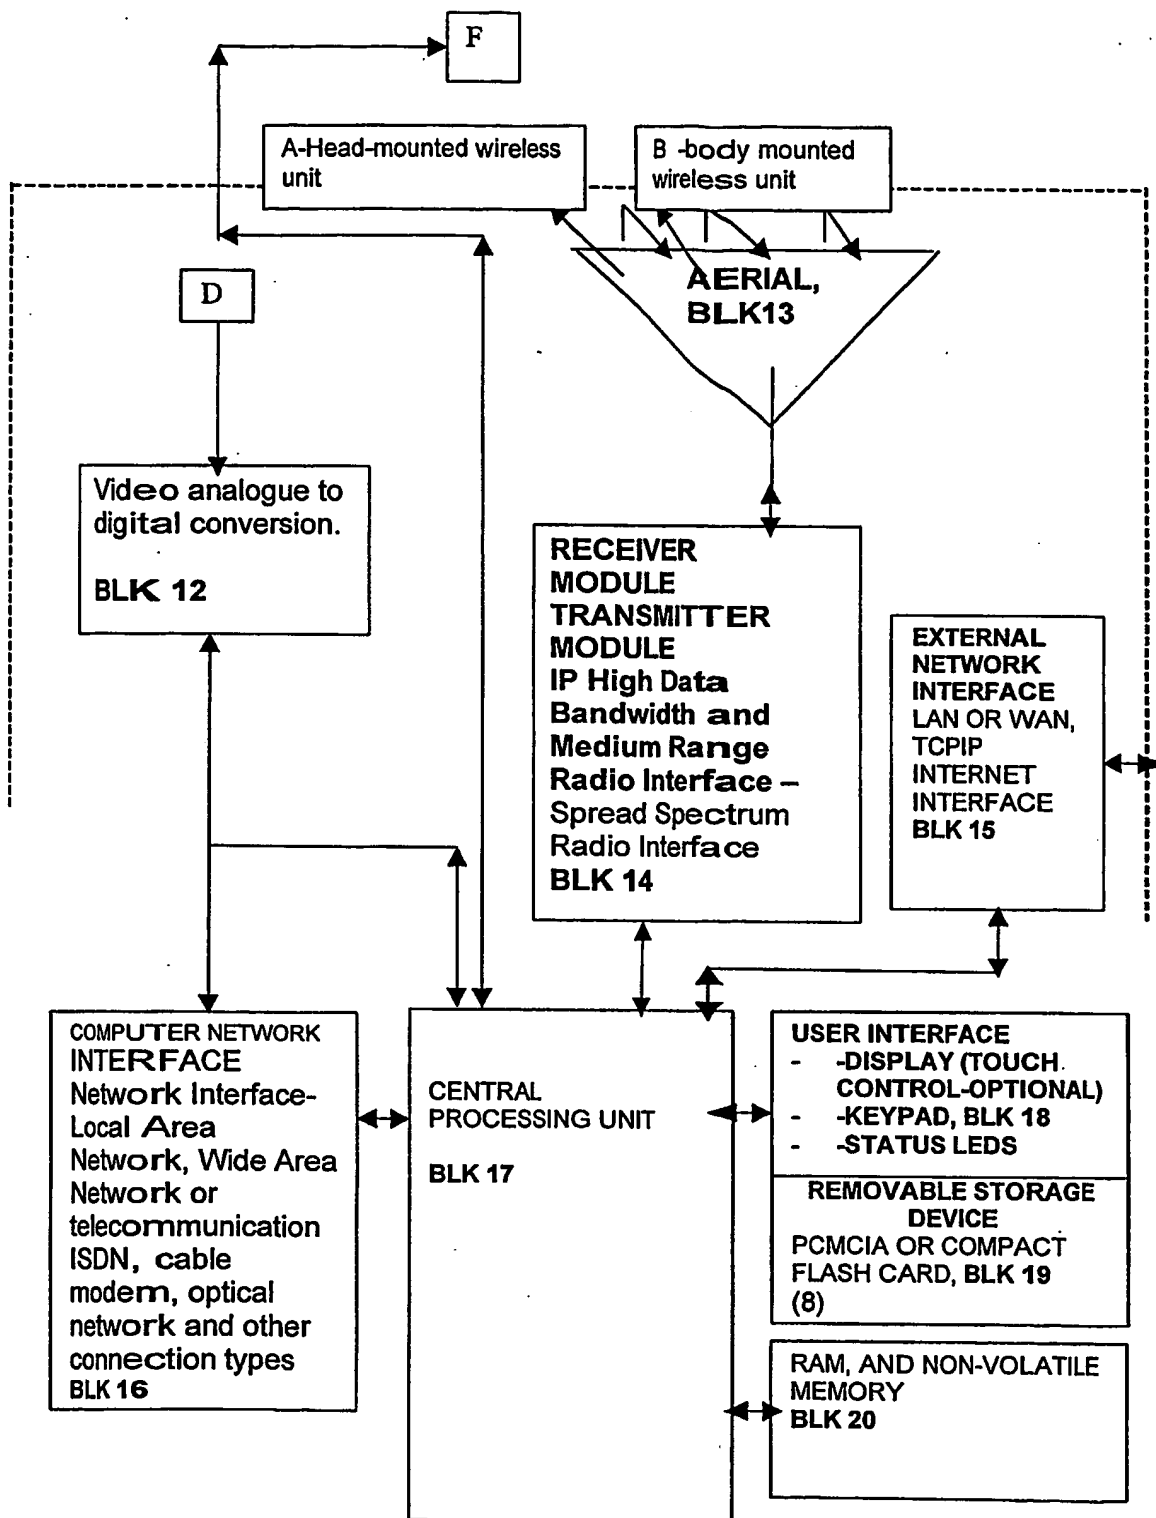 F
A-Head-mounted wireless
unit
B -body mounted
wireless unit
D
AERIAL,
BLK13
Video analogue to
digital conversion.
BLK 12
RECEIVER
MODULE
TRANSMITTER
MODULE
IP High Data
Bandwidth and
Medium Range
Radio Interface –
Spread Spectrum
Radio Interface
BLK 14
EXTERNAL
NETWORK
INTERFACE
LAN OR WAN,
TCPIP
INTERNET
INTERFACE
BLK 15
COMPUTER NETWORK
INTERFACE
Network Interface-
Local Area
Network, Wide Area
Network or
telecommunication
ISDN, cable
modem, optical
network and other
connection types
BLK 16
CENTRAL
PROCESSING UNIT
BLK 17
USER INTERFACE
- -DISPLAY (TOUCH
CONTROL-OPTIONAL)
- -KEYPAD, BLK 18
- -STATUS LEDS
REMOVABLE STORAGE
DEVICE
PCMCIA OR COMPACT
FLASH CARD, BLK 19
(8)
RAM, AND NON-VOLATILE
MEMORY
BLK 20